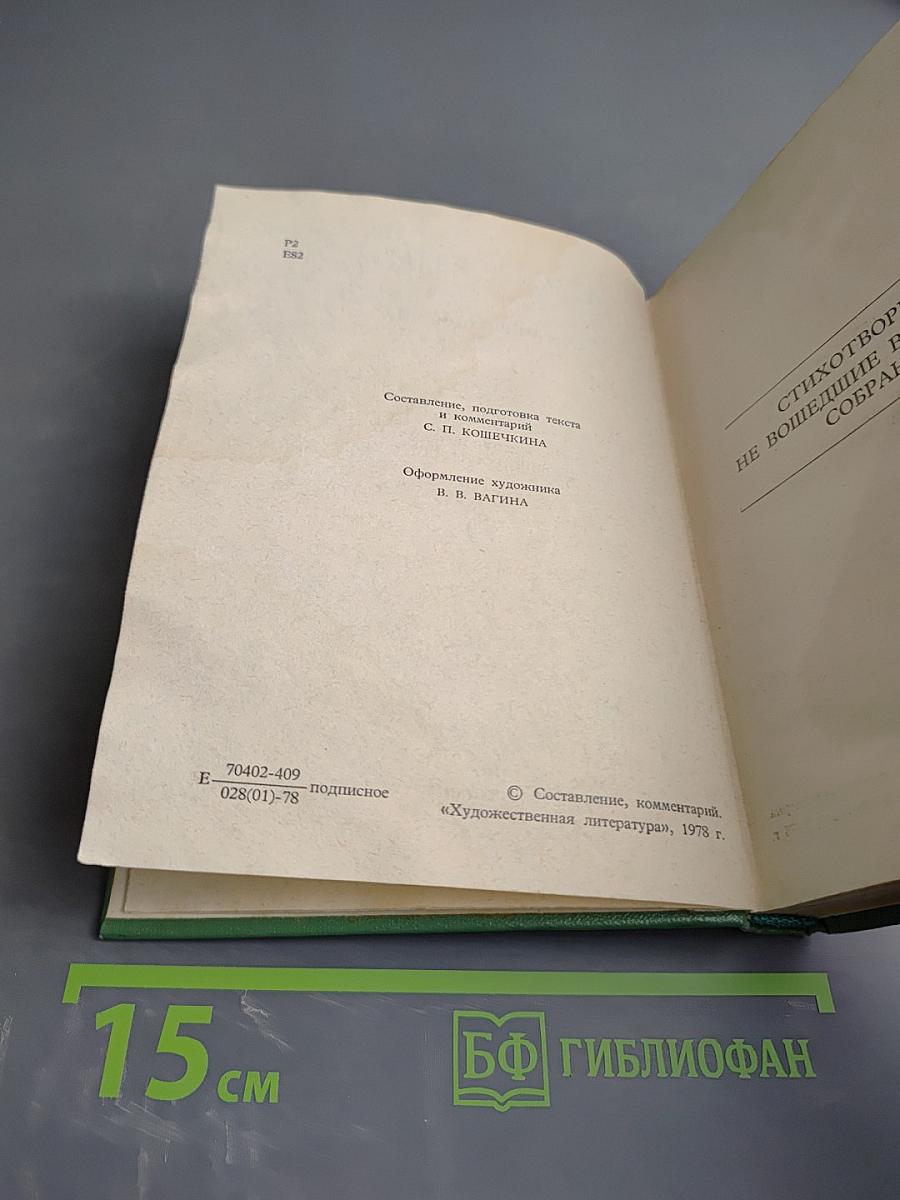 Р2
Е82
Составление, подготовка текста
и комментарий
С. П. КОШЕЧКИНА
Оформление художника
В. В. ВАГИНА
Е 70402-409
028(01)-78 подписное
© Составление, комментарий.
«Художественная литература», 1978 г.
СТИХОТВОР
НЕ ВОШЕДШИЕ В
СОБРАН
15 см
БФ ГИБЛИОФАН